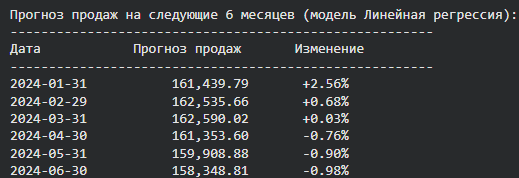 Прогноз продаж на следующие 6 месяцев (модель Линейная регрессия):
------------------------------------------------------
Дата            Прогноз продаж       Изменение
------------------------------------------------------
2024-01-31           161,439.79       +2.56%
2024-02-29           162,535.66       +0.68%
2024-03-31           162,590.02       +0.03%
2024-04-30           161,353.60       -0.76%
2024-05-31           159,908.88       -0.90%
2024-06-30           158,348.81       -0.98%